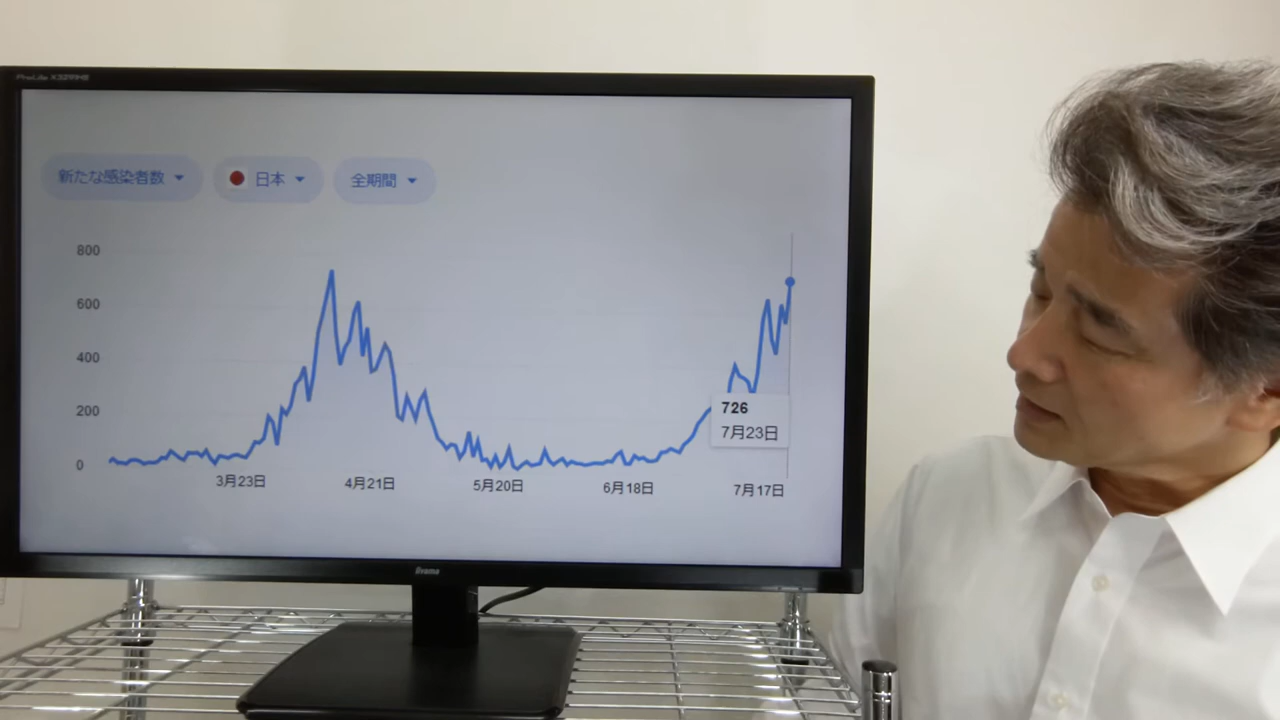 ProLite X3291HS
新たな感染者数
日本
全期間
800
600
400
200
0
726
7月23日
3月23日
4月21日
5月20日
6月18日
7月17日
iiyama